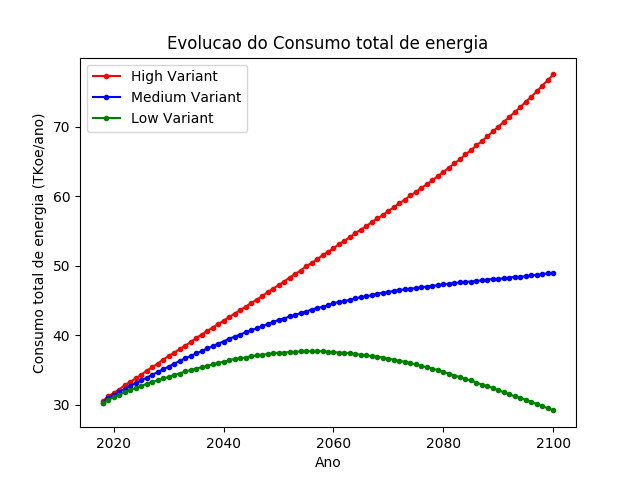 Evolucao do Consumo total de energia
High Variant
Medium Variant
Low Variant
Consumo total de energia (TKoe/ano)
70
60
50
40
30
2020
2040
2060
2080
2100
Ano